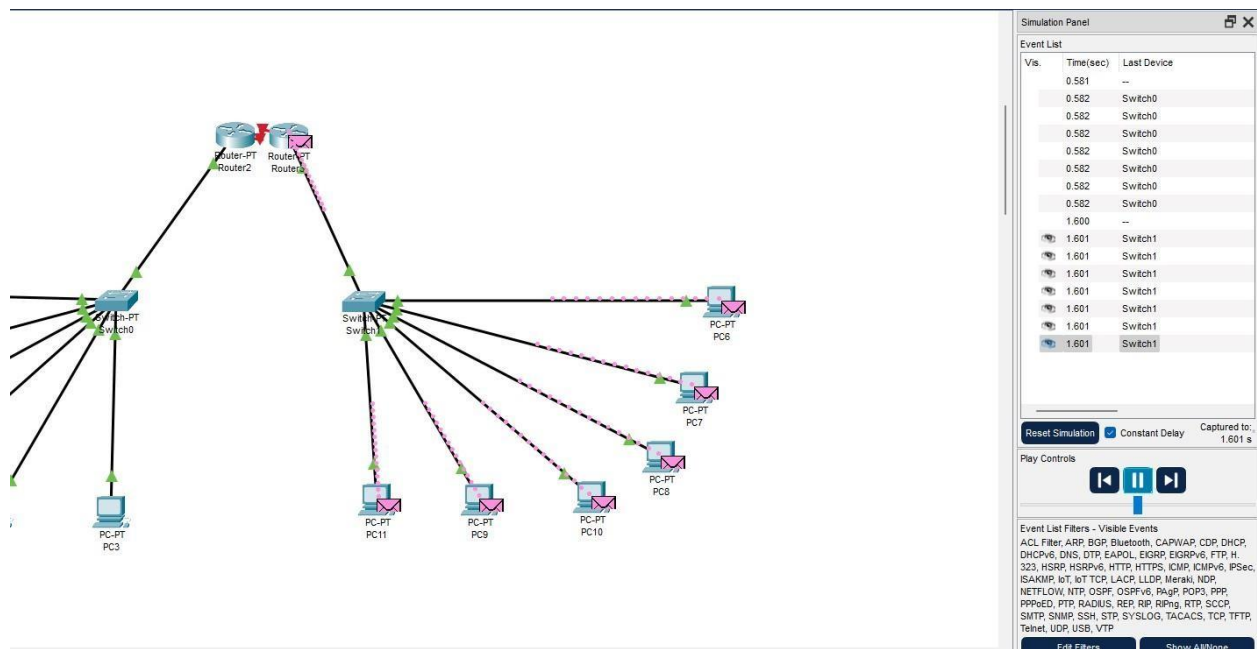 Simulation Panel
Event List
Vis. Time(sec) Last Device
0.581 --
0.582 Switch0
0.582 Switch0
0.582 Switch0
0.582 Switch0
0.582 Switch0
0.582 Switch0
0.582 Switch0
1.600 --
1.601 Switch1
1.601 Switch1
1.601 Switch1
1.601 Switch1
1.601 Switch1
1.601 Switch1
1.601 Switch1
Reset Simulation Constant Delay Captured to:
1.601 s
Play Controls
Event List Filters - Visible Events
ACL Filter, ARP, BGP, Bluetooth, CAPWAP, CDP, DHCP,
DHCPv6, DNS, DTP, EAPOL, EIGRP, EIGRPv6, FTP, H.
323, HSRP, HSRPv6, HTTP, HTTPS, ICMP, ICMPv6, IPSec,
ISAKMP, IoT, IoT TCP, LACP, LLDP, Meraki, NDP,
NETFLOW, NTP, OSPF, OSPFv6, PAgP, POP3, PPP,
PPPoED, PTP, RADIUS, REP, RIP, RIPng, RTP, SCCP,
SMTP, SNMP, SSH, STP, SYSLOG, TACACS, TCP, TFTP,
Telnet, UDP, USB, VTP
Edit Filters Show All/None
Router-PT
Router2
Router-PT
Switch-PT
Switch0
Switch-PT
PC-PT
PC3
PC-PT
PC6
PC-PT
PC7
PC-PT
PC8
PC-PT
PC11
PC-PT
PC9
PC-PT
PC10